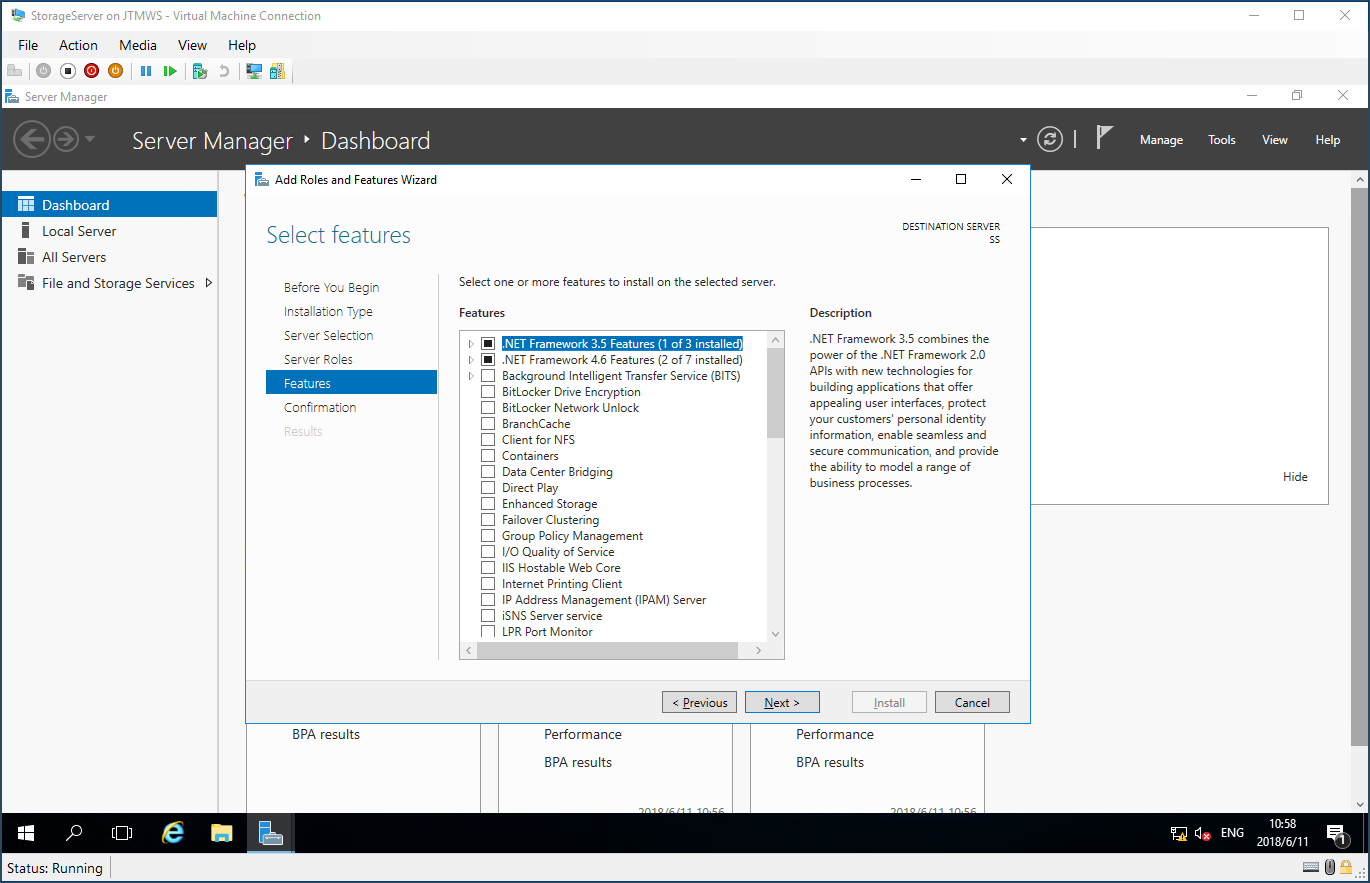 StorageServer on JTMWS - Virtual Machine Connection
File Action Media View Help
Server Manager
Server Manager Dashboard
Manage Tools View Help
Dashboard
Local Server
All Servers
File and Storage Services
Add Roles and Features Wizard
Select features
DESTINATION SERVER
SS
Before You Begin
Installation Type
Server Selection
Server Roles
Features
Confirmation
Results
Select one or more features to install on the selected server.
Features
.NET Framework 3.5 Features (1 of 3 installed)
.NET Framework 4.6 Features (2 of 7 installed)
Background Intelligent Transfer Service (BITS)
BitLocker Drive Encryption
BitLocker Network Unlock
BranchCache
Client for NFS
Containers
Data Center Bridging
Direct Play
Enhanced Storage
Failover Clustering
Group Policy Management
I/O Quality of Service
IIS Hostable Web Core
Internet Printing Client
IP Address Management (IPAM) Server
iSNS Server service
LPR Port Monitor
Description
.NET Framework 3.5 combines the
power of the .NET Framework 2.0
APIs with new technologies for
building applications that offer
appealing user interfaces, protect
your customers' personal identity
information, enable seamless and
secure communication, and provide
the ability to model a range of
business processes.
Hide
< Previous
Next >
Install
Cancel
BPA results
Performance
BPA results
2018/6/11 10:56
Performance
BPA results
2018/6/11 10:56
ENG
10:58
2018/6/11
1
Status: Running